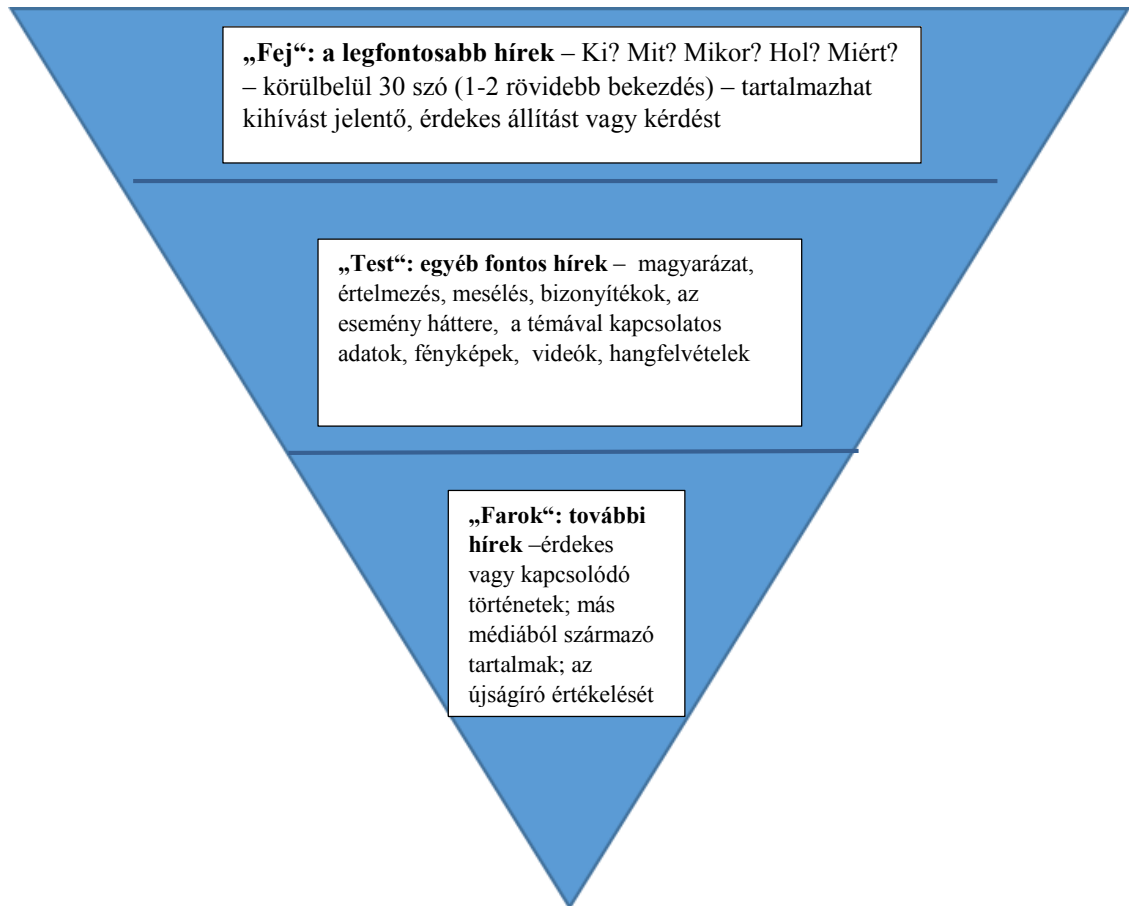 „Fej“: a legfontosabb hírek – Ki? Mit? Mikor? Hol? Miért?
– körülbelül 30 szó (1-2 rövidebb bekezdés) – tartalmazhat
kihívást jelentő, érdekes állítást vagy kérdést
„Test“: egyéb fontos hírek – magyarázat,
értelmezés, mesélés, bizonyítékok, az
esemény háttere, a témával kapcsolatos
adatok, fényképek, videók, hangfelvételek
„Farok“: további
hírek –érdekes
vagy kapcsolódó
történetek; más
médiából származó
tartalmak; az
újságíró értékelését